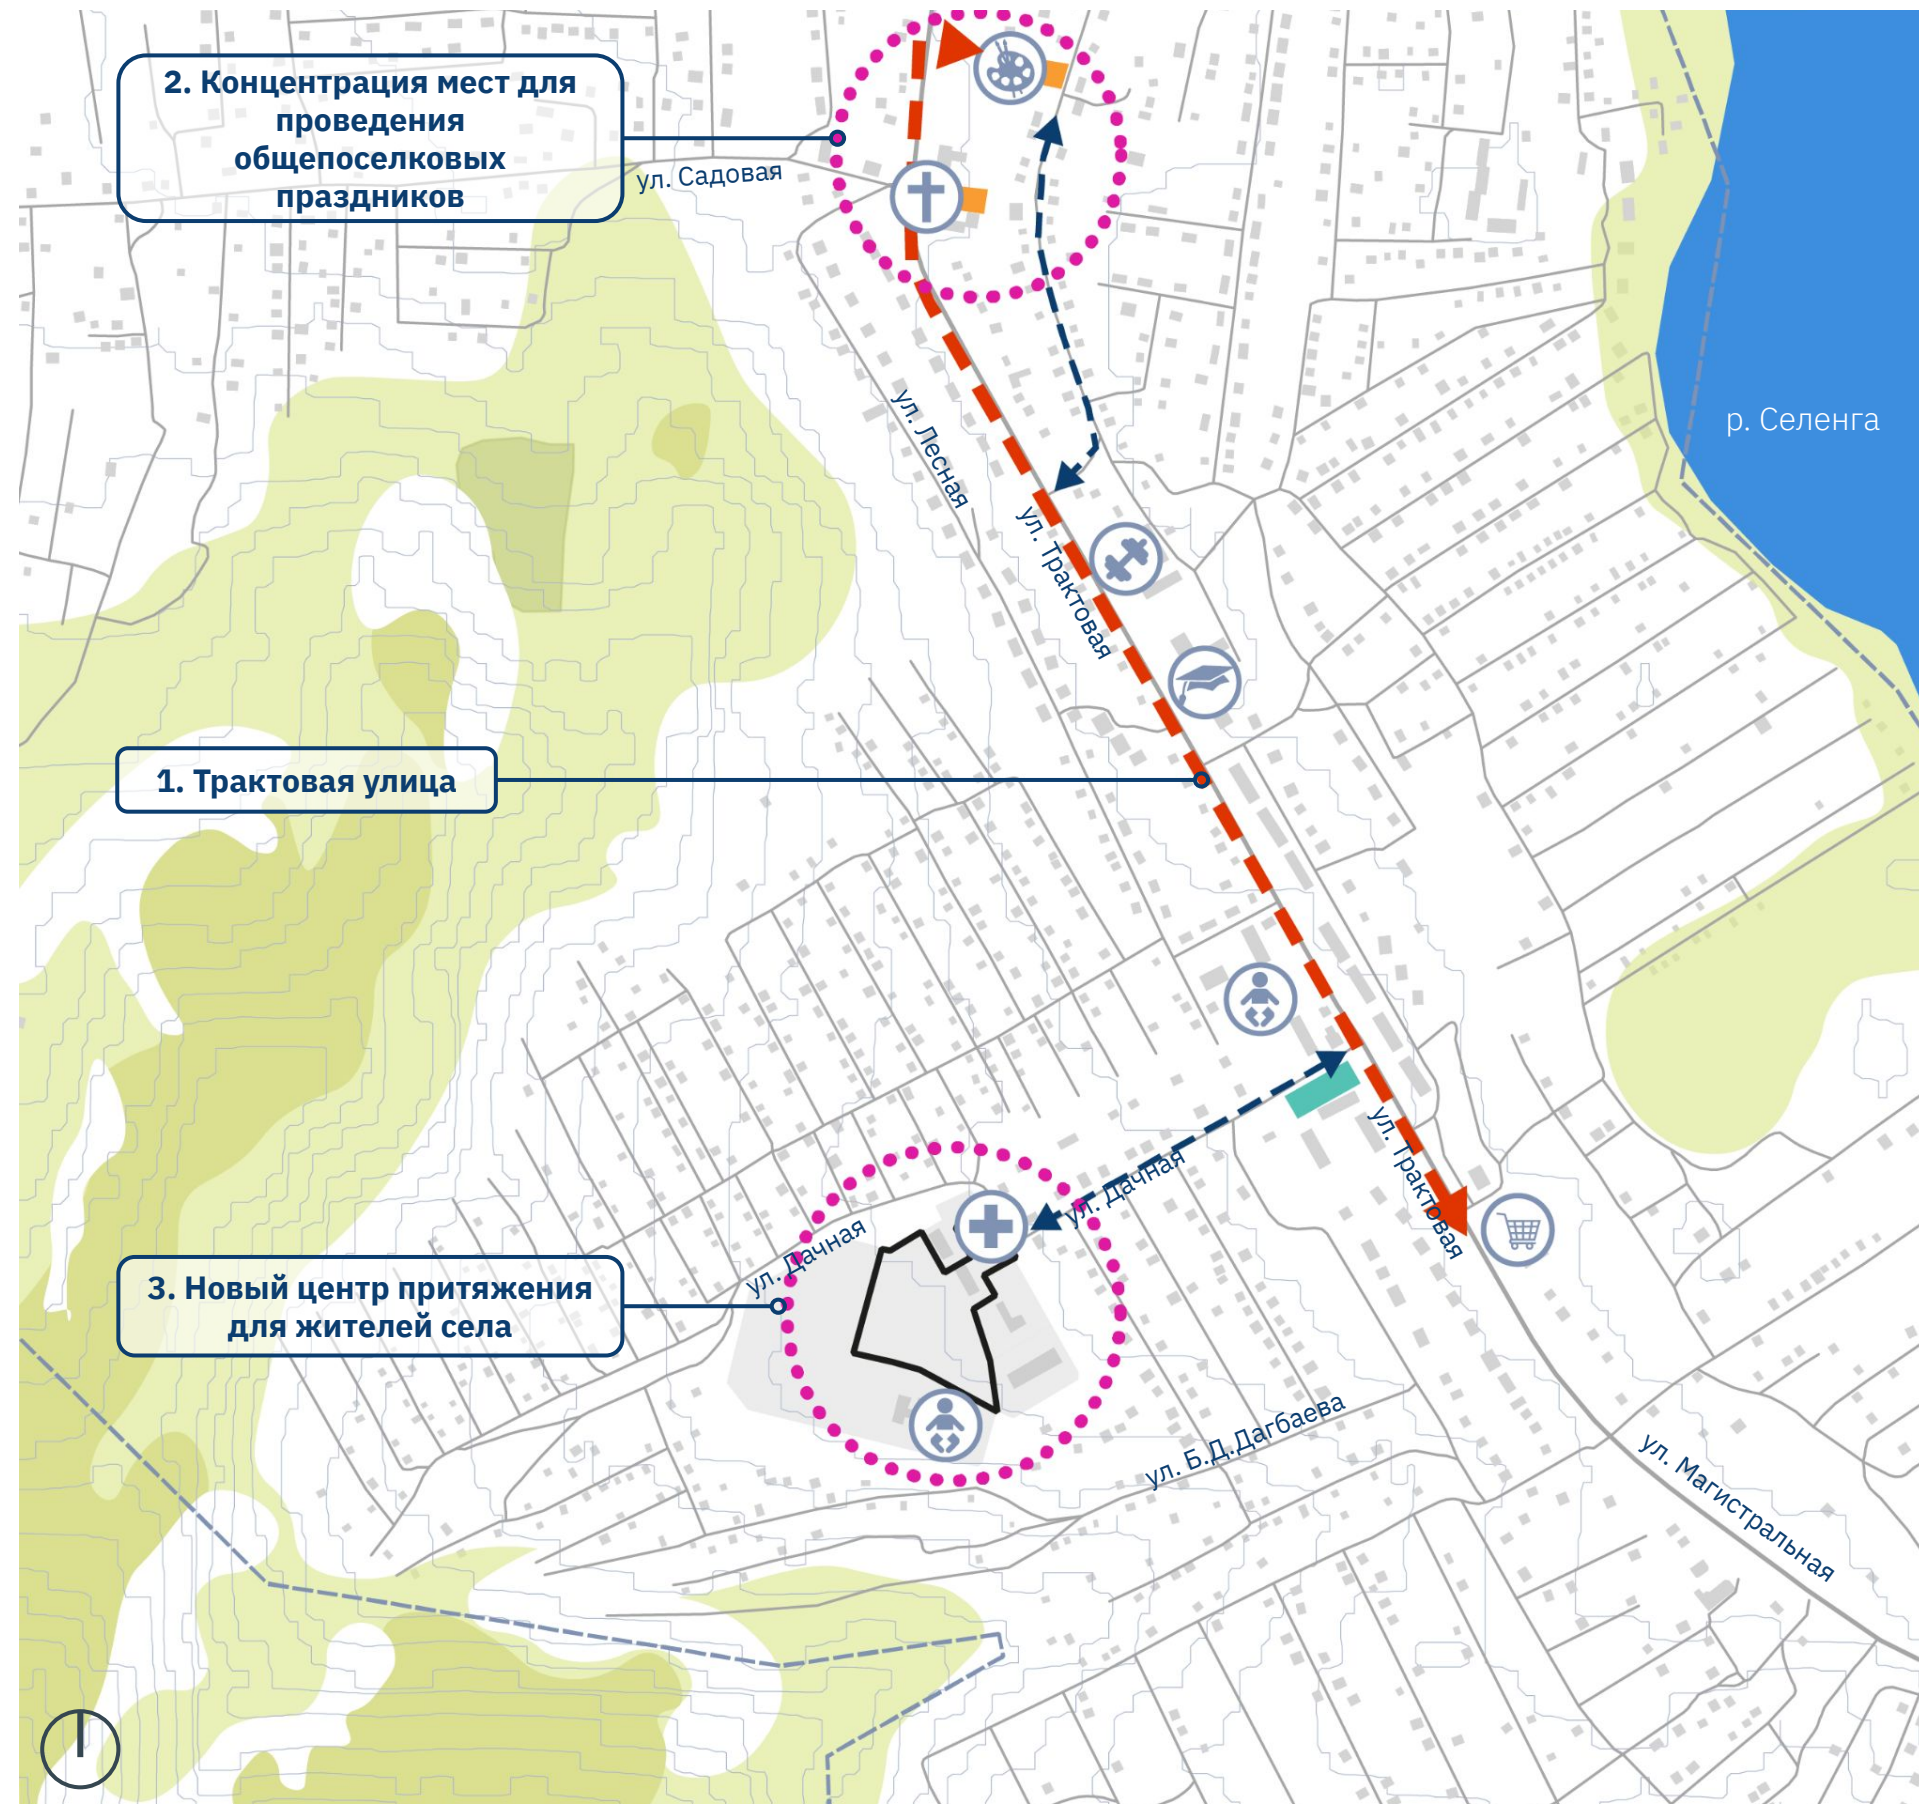 2. Концентрация мест для
проведения
общепоселковых
праздников
ул. Садовая
р. Селенга
ул. Лесная
ул. Трактовая
1. Трактовая улица
ул. Трактовая
ул. Дачная
ул. Дачная
3. Новый центр притяжения
для жителей села
ул. Б.Д.Дагбаева
ул. Магистральная